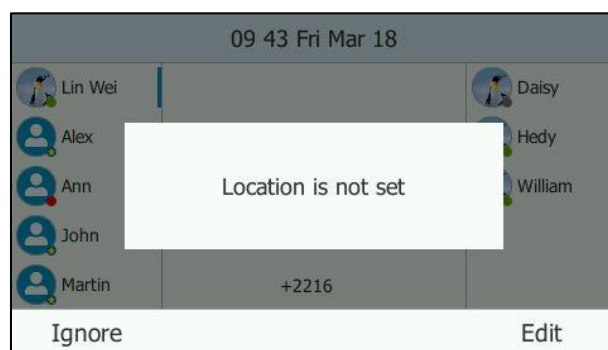 09 43 Fri Mar 18
Lin Wei
Daisy
Alex
Hedy
Ann
Location is not set
William
John
Martin
+2216
Ignore
Edit